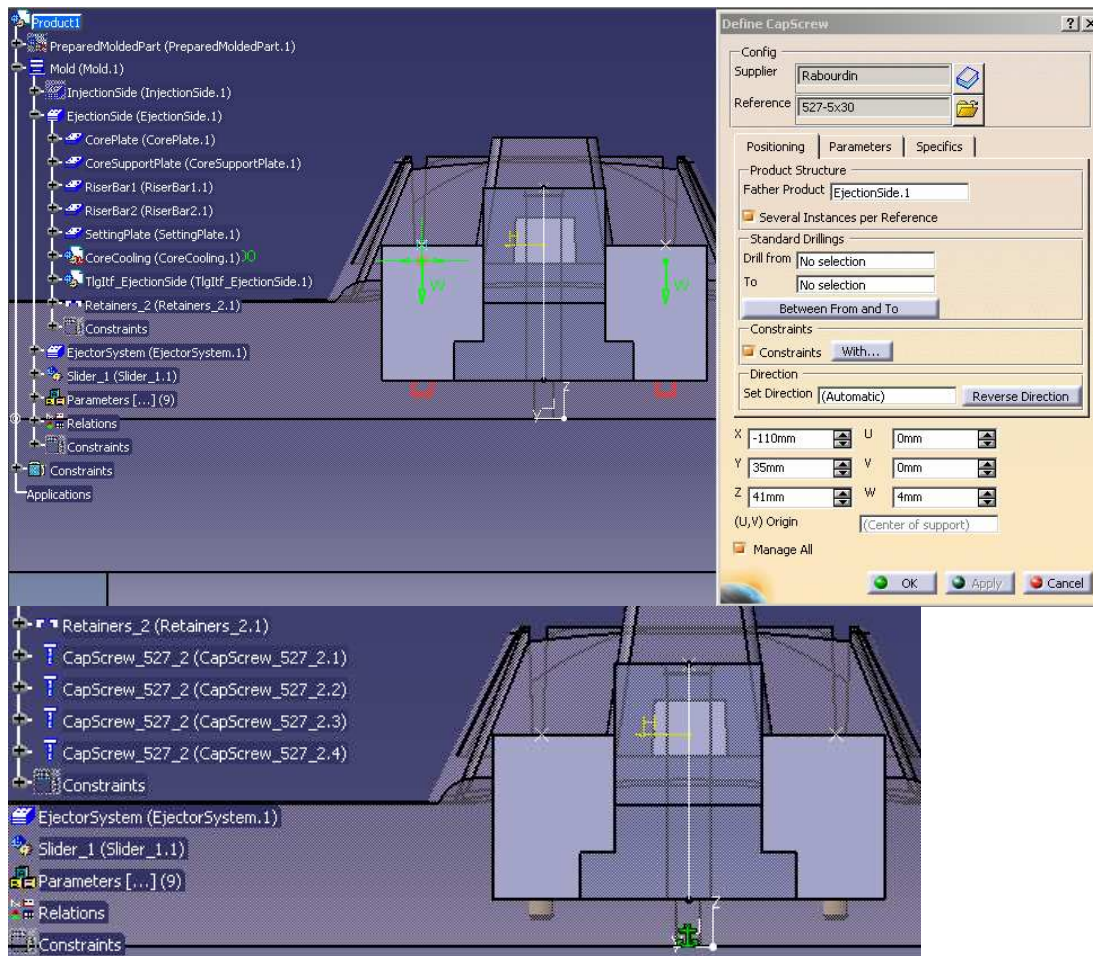 Product1
PreparedMoldedPart (PreparedMoldedPart.1)
Mold (Mold.1)
InjectionSide (InjectionSide.1)
EjectionSide (EjectionSide.1)
CorePlate (CorePlate.1)
CoreSupportPlate (CoreSupportPlate.1)
RiserBar1 (RiserBar1.1)
RiserBar2 (RiserBar2.1)
SettingPlate (SettingPlate.1)
CoreCooling (CoreCooling.1)
TlgItf_EjectionSide (TlgItf_EjectionSide.1)
Retainers_2 (Retainers_2.1)
Constraints
EjectorSystem (EjectorSystem.1)
Slider_1 (Slider_1.1)
Parameters [...] (9)
Relations
Constraints
Constraints
Applications
H
W
W
Z
Y
Define CapScrew
Config
Supplier Rabourdin
Reference 527-5x30
Positioning Parameters Specifics
Product Structure
Father Product EjectionSide.1
Several Instances per Reference
Standard Drillings
Drill from No selection
To No selection
Between From and To
Constraints
Constraints With...
Direction
Set Direction (Automatic) Reverse Direction
X -110mm U 0mm
Y 35mm V 0mm
Z 41mm W 4mm
(U,V) Origin (Center of support)
Manage All
OK Apply Cancel
Retainers_2 (Retainers_2.1)
CapScrew_527_2 (CapScrew_527_2.1)
CapScrew_527_2 (CapScrew_527_2.2)
CapScrew_527_2 (CapScrew_527_2.3)
CapScrew_527_2 (CapScrew_527_2.4)
Constraints
EjectorSystem (EjectorSystem.1)
Slider_1 (Slider_1.1)
Parameters [...] (9)
Relations
Constraints
H
Z